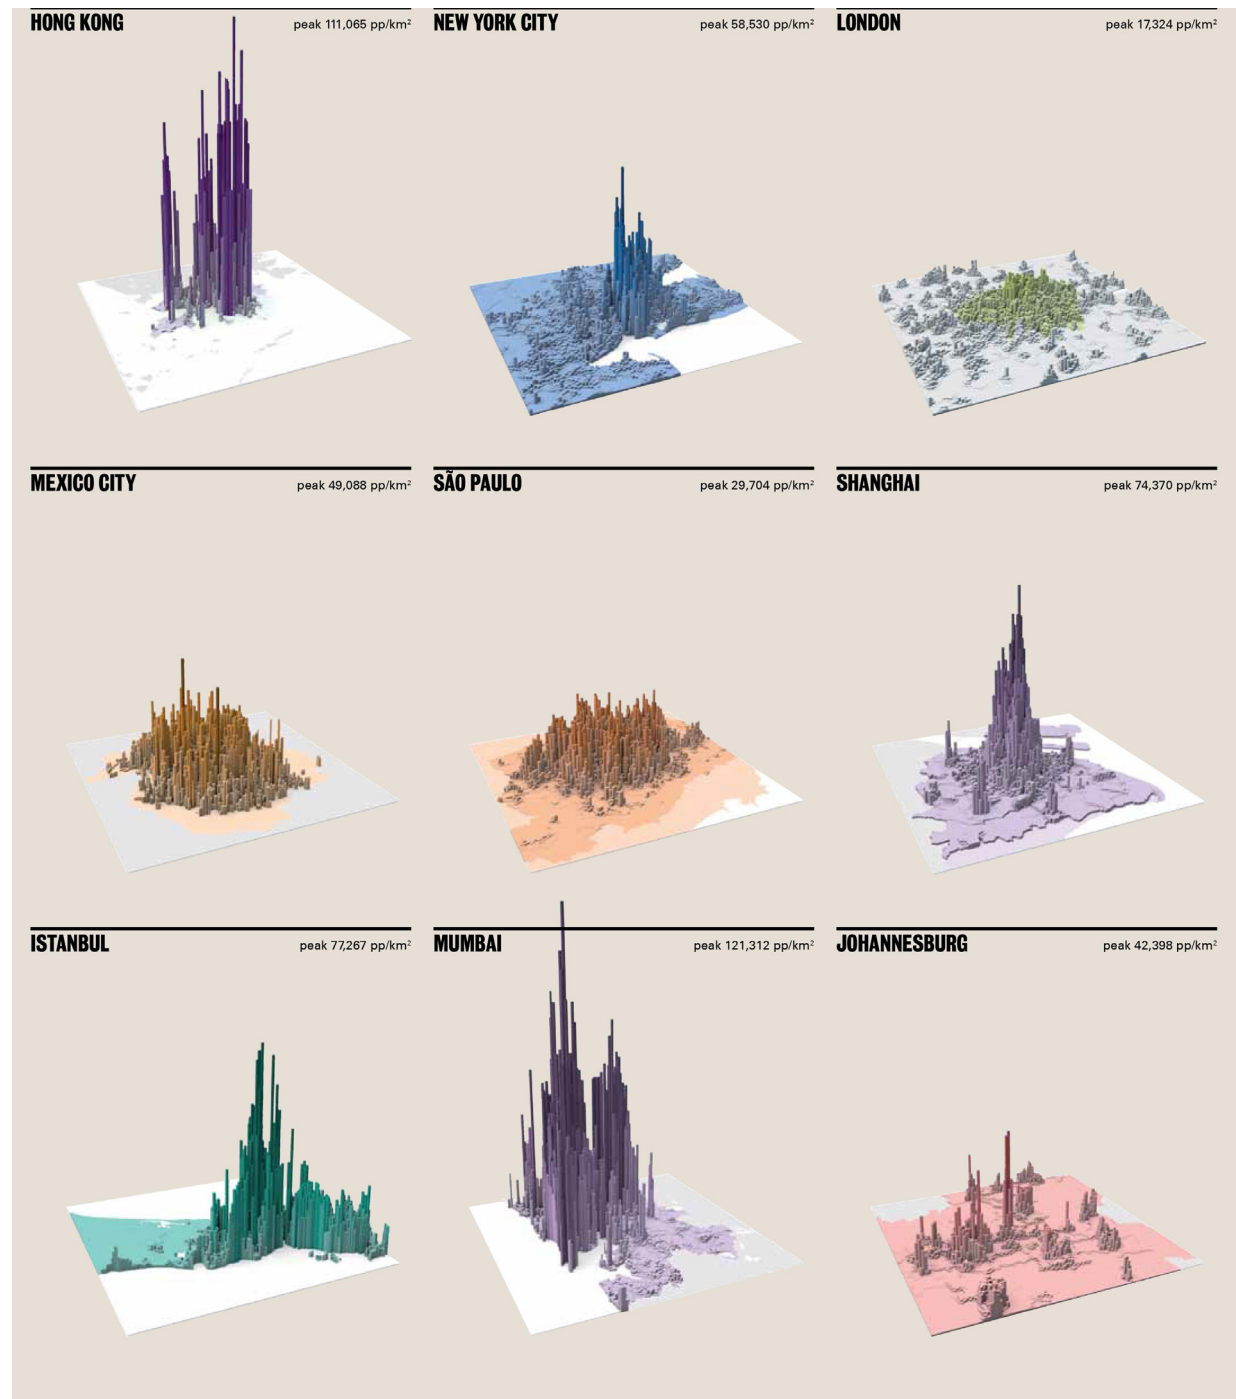 HONG KONG peak 111,065 pp/km²
NEW YORK CITY peak 58,530 pp/km²
LONDON peak 17,324 pp/km²
MEXICO CITY peak 49,088 pp/km²
SÃO PAULO peak 29,704 pp/km²
SHANGHAI peak 74,370 pp/km²
ISTANBUL peak 77,267 pp/km²
MUMBAI peak 121,312 pp/km²
JOHANNESBURG peak 42,398 pp/km²